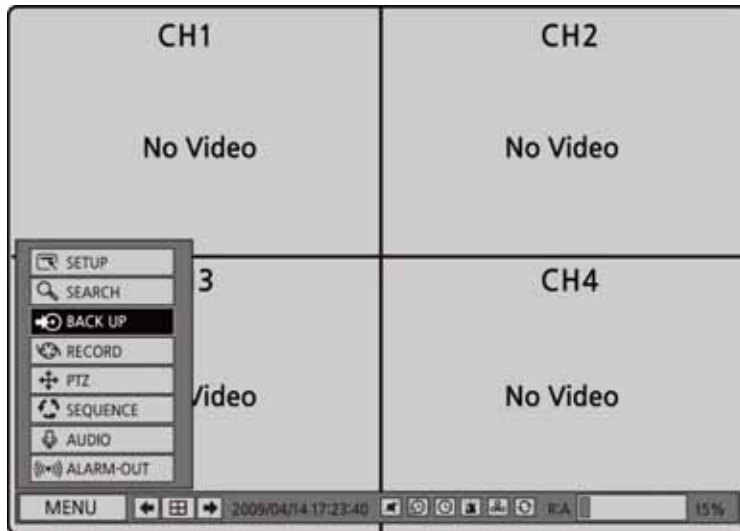 CH1
CH2
No Video
No Video
SETUP
SEARCH
BACK UP
RECORD
PTZ
SEQUENCE
AUDIO
ALARM-OUT
3
CH4
Video
No Video
MENU
2009/04/14 17:23:40
R:A
15%